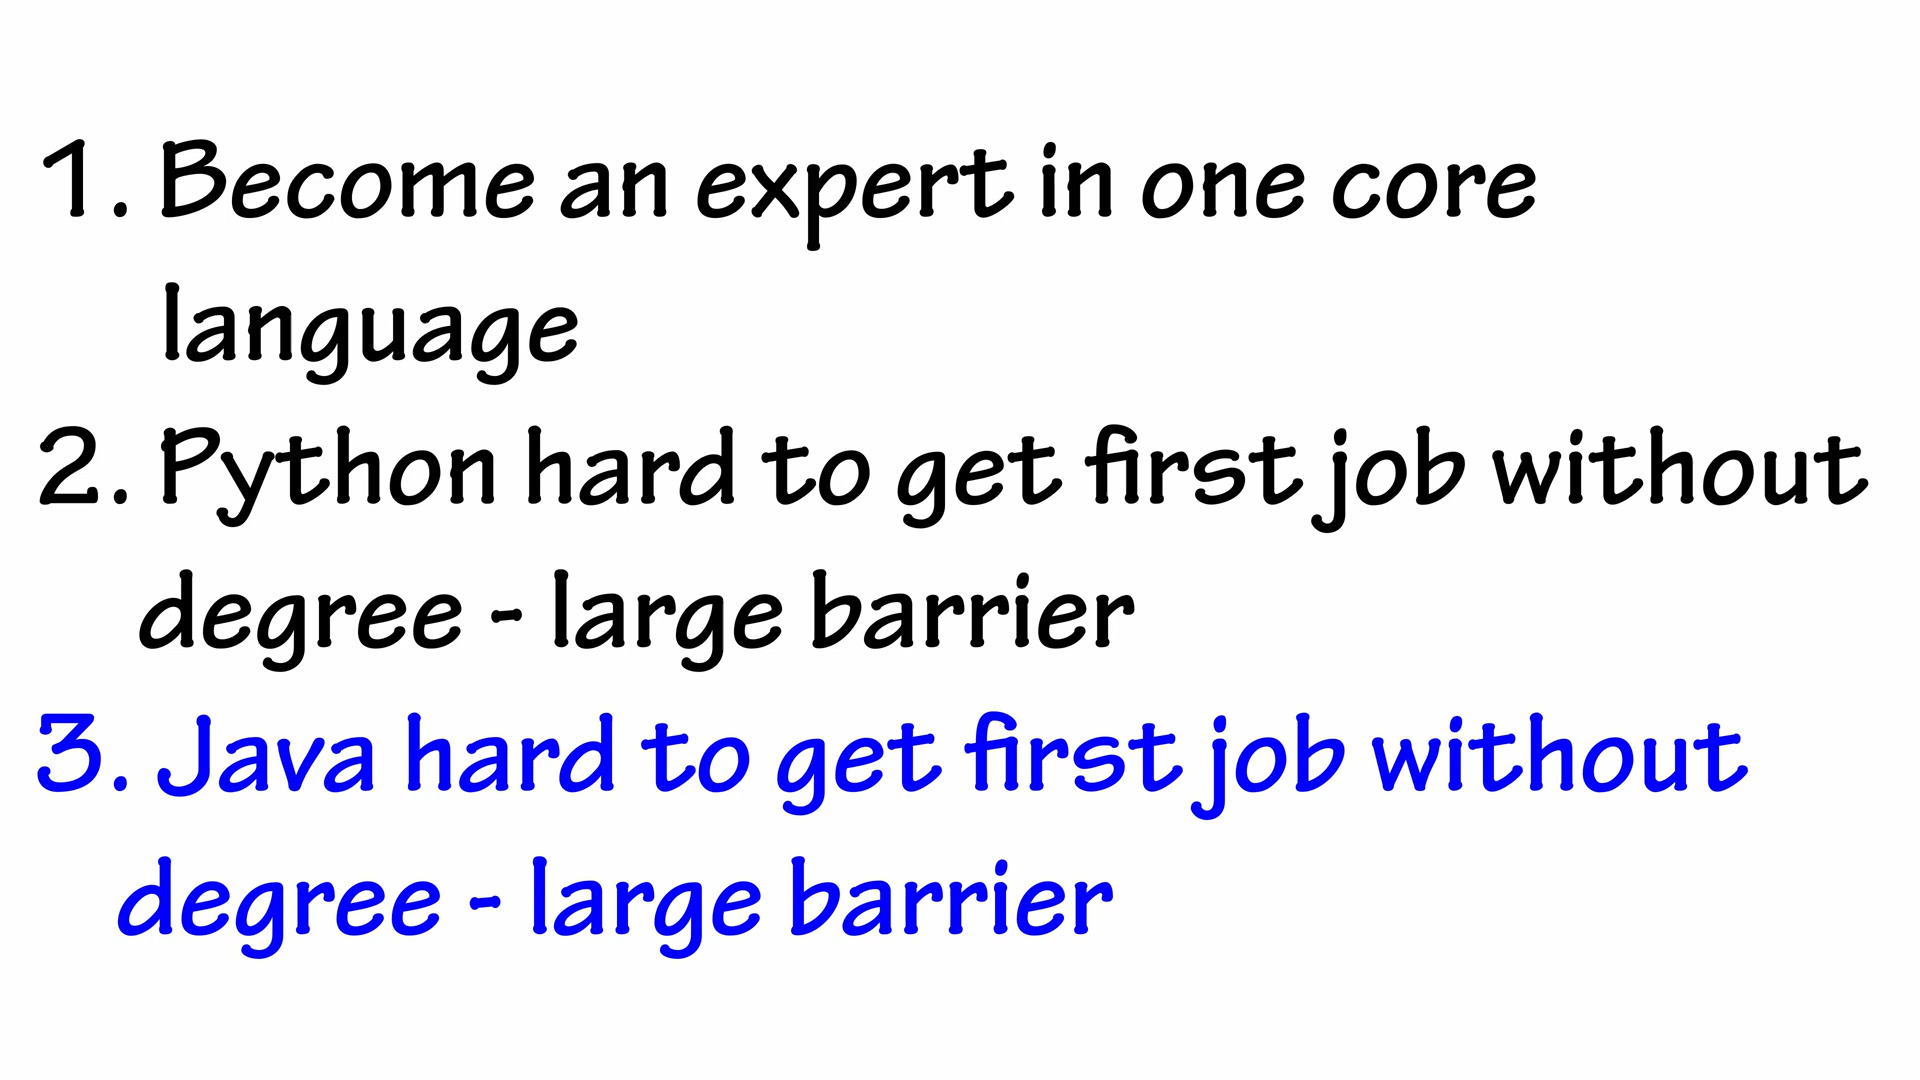 1. Become an expert in one core
language
2. Python hard to get first job without
degree - large barrier
3. Java hard to get first job without
degree - large barrier